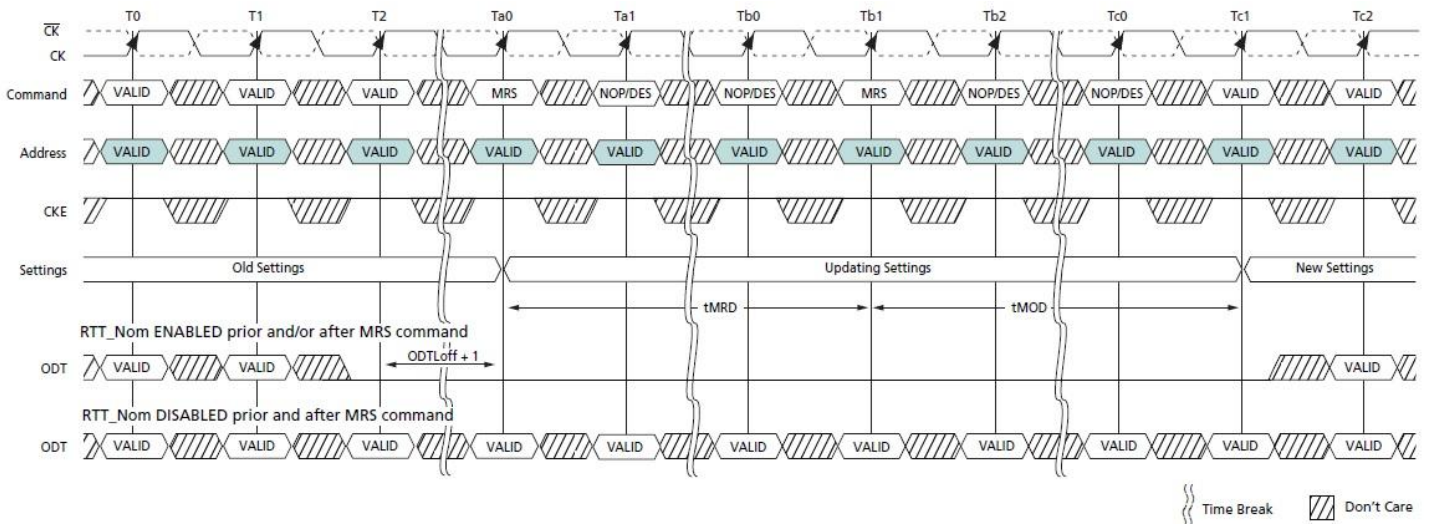 T0 T1 T2 Ta0 Ta1 Tb0 Tb1 Tb2 Tc0 Tc1 Tc2
CK
CK
Command VALID VALID VALID MRS NOP/DES NOP/DES MRS NOP/DES NOP/DES VALID VALID
Address VALID VALID VALID VALID VALID VALID VALID VALID VALID VALID VALID
CKE
Settings Old Settings Updating Settings New Settings
tMRD tMOD
RTT_Nom ENABLED prior and/or after MRS command
ODTLoff + 1
ODT VALID VALID VALID
RTT_Nom DISABLED prior and after MRS command
ODT VALID VALID VALID VALID VALID VALID VALID VALID VALID VALID VALID
Time Break Don't Care